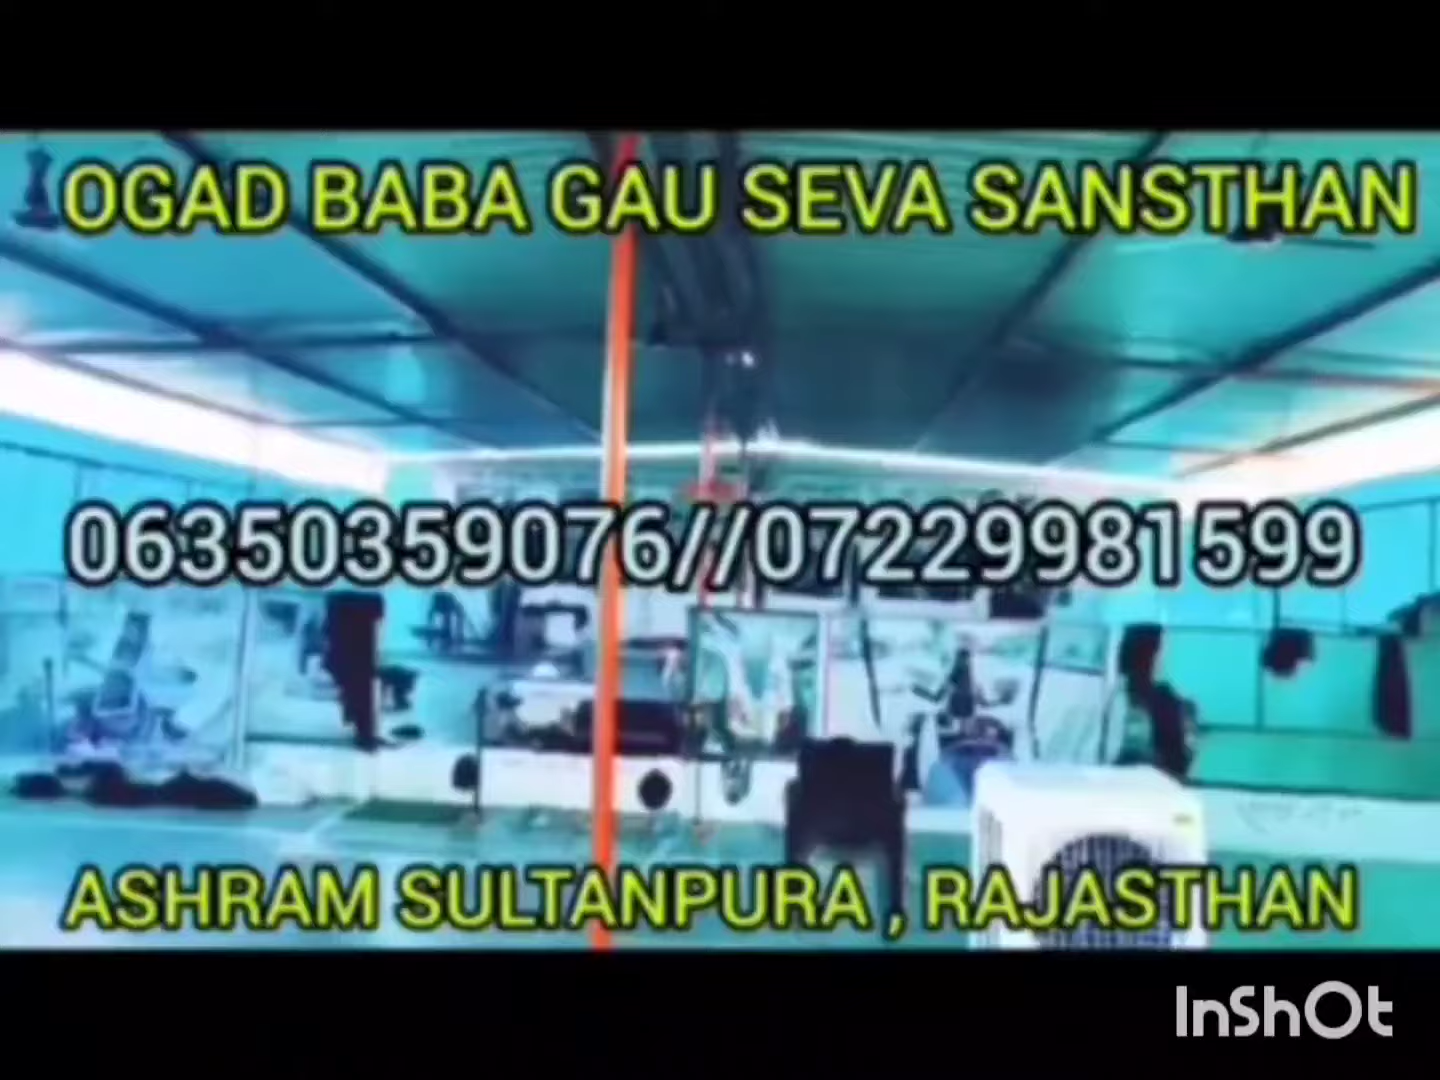 OGAD BABA GAU SEVA SANSTHAN
06350359076//07229981599
ASHRAM SULTANPURA , RAJASTHAN
InShOt